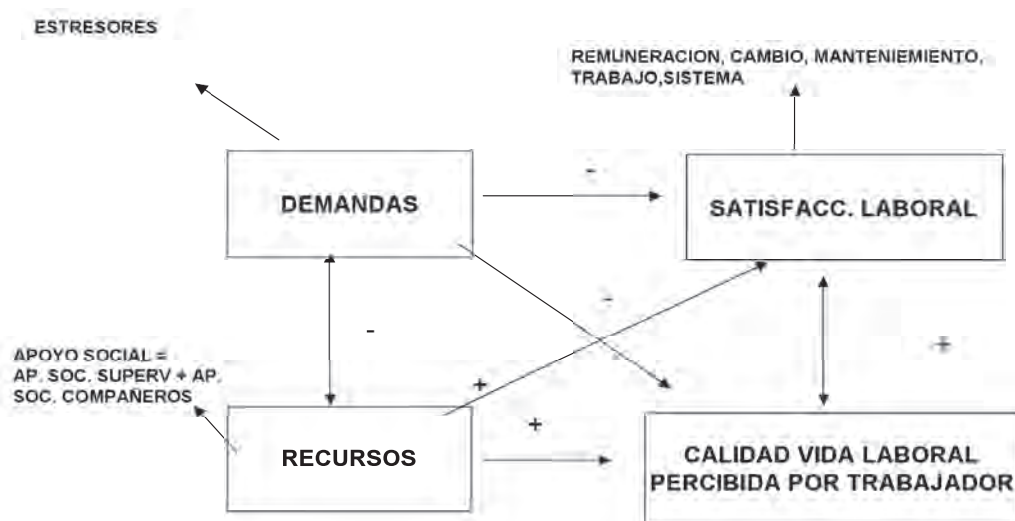 ESTRESORES
REMUNERACION, CAMBIO, MANTENIEMIENTO,
TRABAJO,SISTEMA
DEMANDAS
-
SATISFACC. LABORAL
-
-
+
APOYO SOCIAL =
AP. SOC. SUPERV + AP.
SOC. COMPAÑEROS
+
+
RECURSOS
CALIDAD VIDA LABORAL
PERCIBIDA POR TRABAJADOR